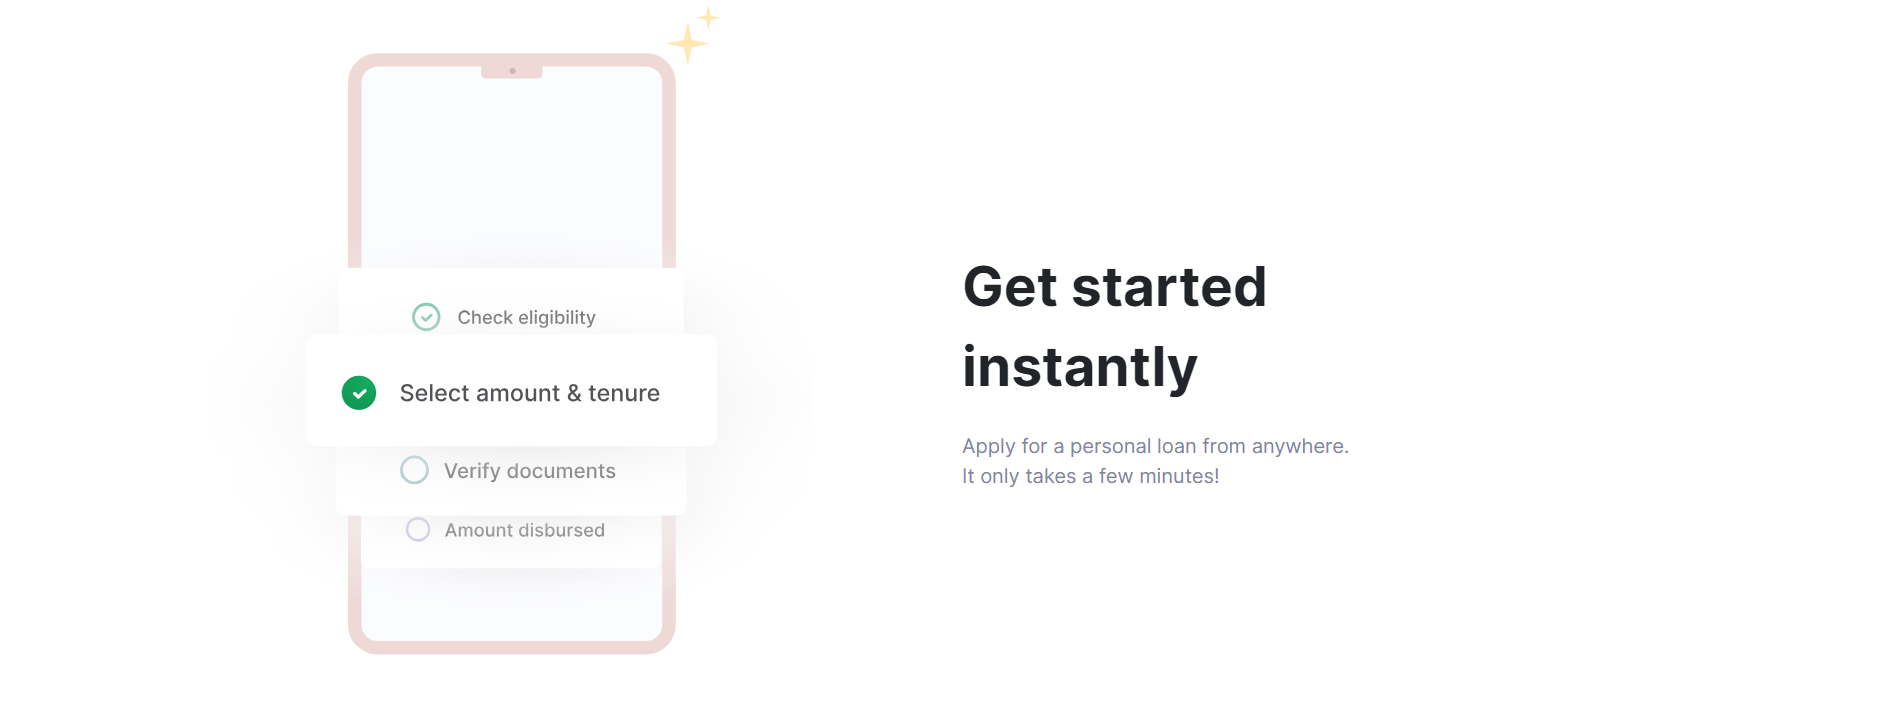 Check eligibility
Select amount & tenure
Verify documents
Amount disbursed
Get started
instantly
Apply for a personal loan from anywhere.
It only takes a few minutes!